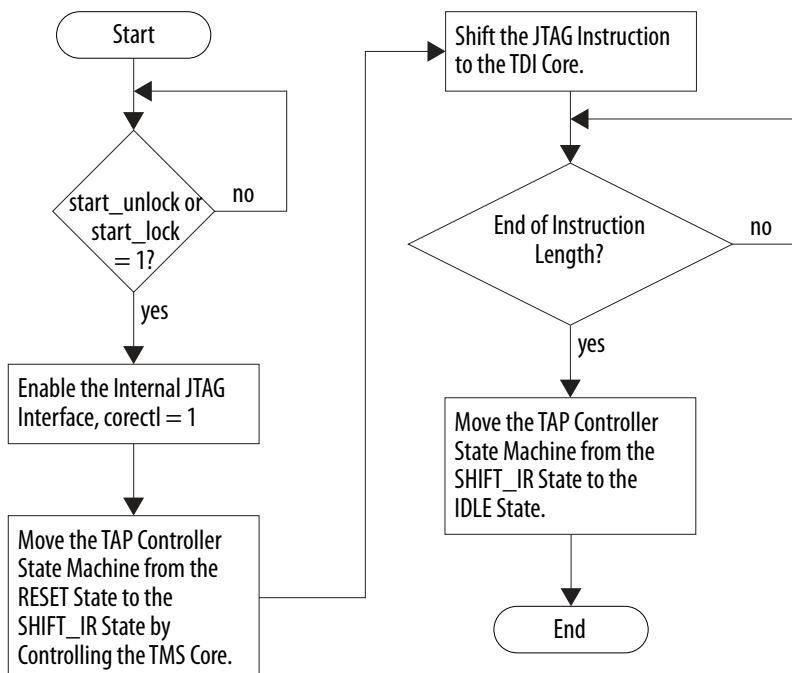 Start
start_unlock or
start_lock
= 1?
no
yes
Enable the Internal JTAG
Interface, corectl = 1
Move the TAP Controller
State Machine from the
RESET State to the
SHIFT_IR State by
Controlling the TMS Core.
Shift the JTAG Instruction
to the TDI Core.
End of Instruction
Length?
no
yes
Move the TAP Controller
State Machine from the
SHIFT_IR State to the
IDLE State.
End